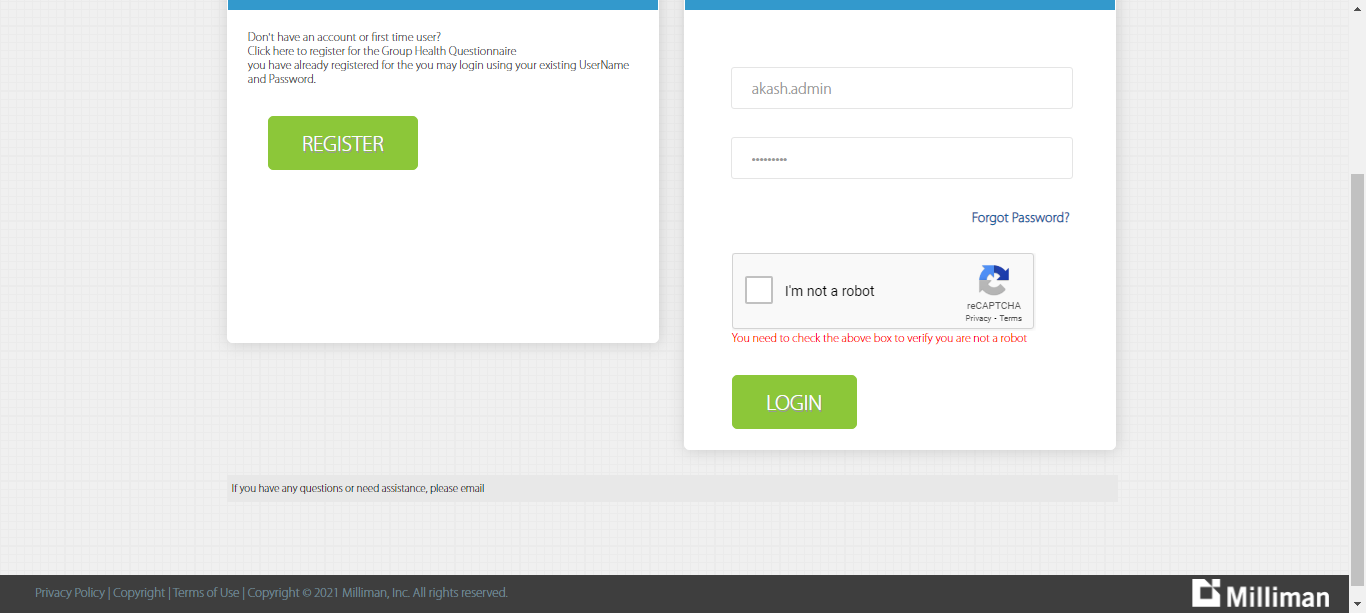 Don't have an account or first time user?
Click here to register for the Group Health Questionnaire
you have already registered for the you may login using your existing UserName
and Password.
REGISTER
akash.admin
•••••••••
Forgot Password?
I'm not a robot
reCAPTCHA
Privacy - Terms
You need to check the above box to verify you are not a robot
LOGIN
If you have any questions or need assistance, please email
Privacy Policy | Copyright | Terms of Use | Copyright © 2021 Milliman, Inc. All rights reserved.
Milliman